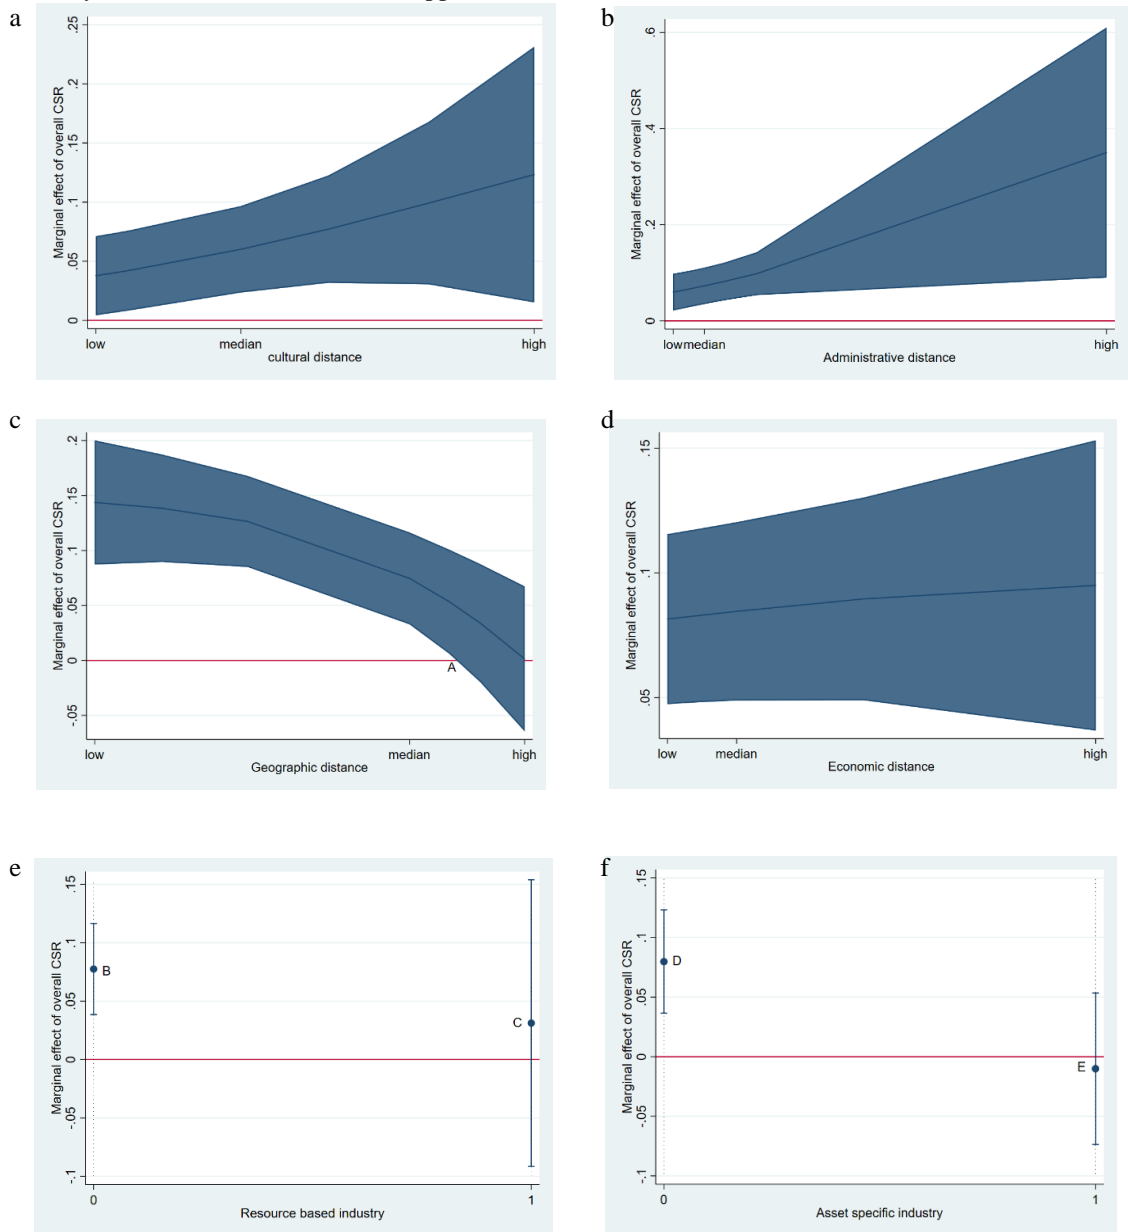 a
Marginal effect of overall CSR
.25
.2
.15
.1
.05
0
low
median
high
cultural distance
b
Marginal effect of overall CSR
.6
.4
.2
0
low
median
high
Administrative distance
c
Marginal effect of overall CSR
.2
.15
.1
.05
0
-.05
A
low
median
high
Geographic distance
d
Marginal effect of overall CSR
.15
.1
.05
low
median
high
Economic distance
e
Marginal effect of overall CSR
.15
.1
.05
0
-.05
-.1
B
C
0
1
Resource based industry
f
Marginal effect of overall CSR
.15
.1
.05
0
-.05
-.1
D
E
0
1
Asset specific industry